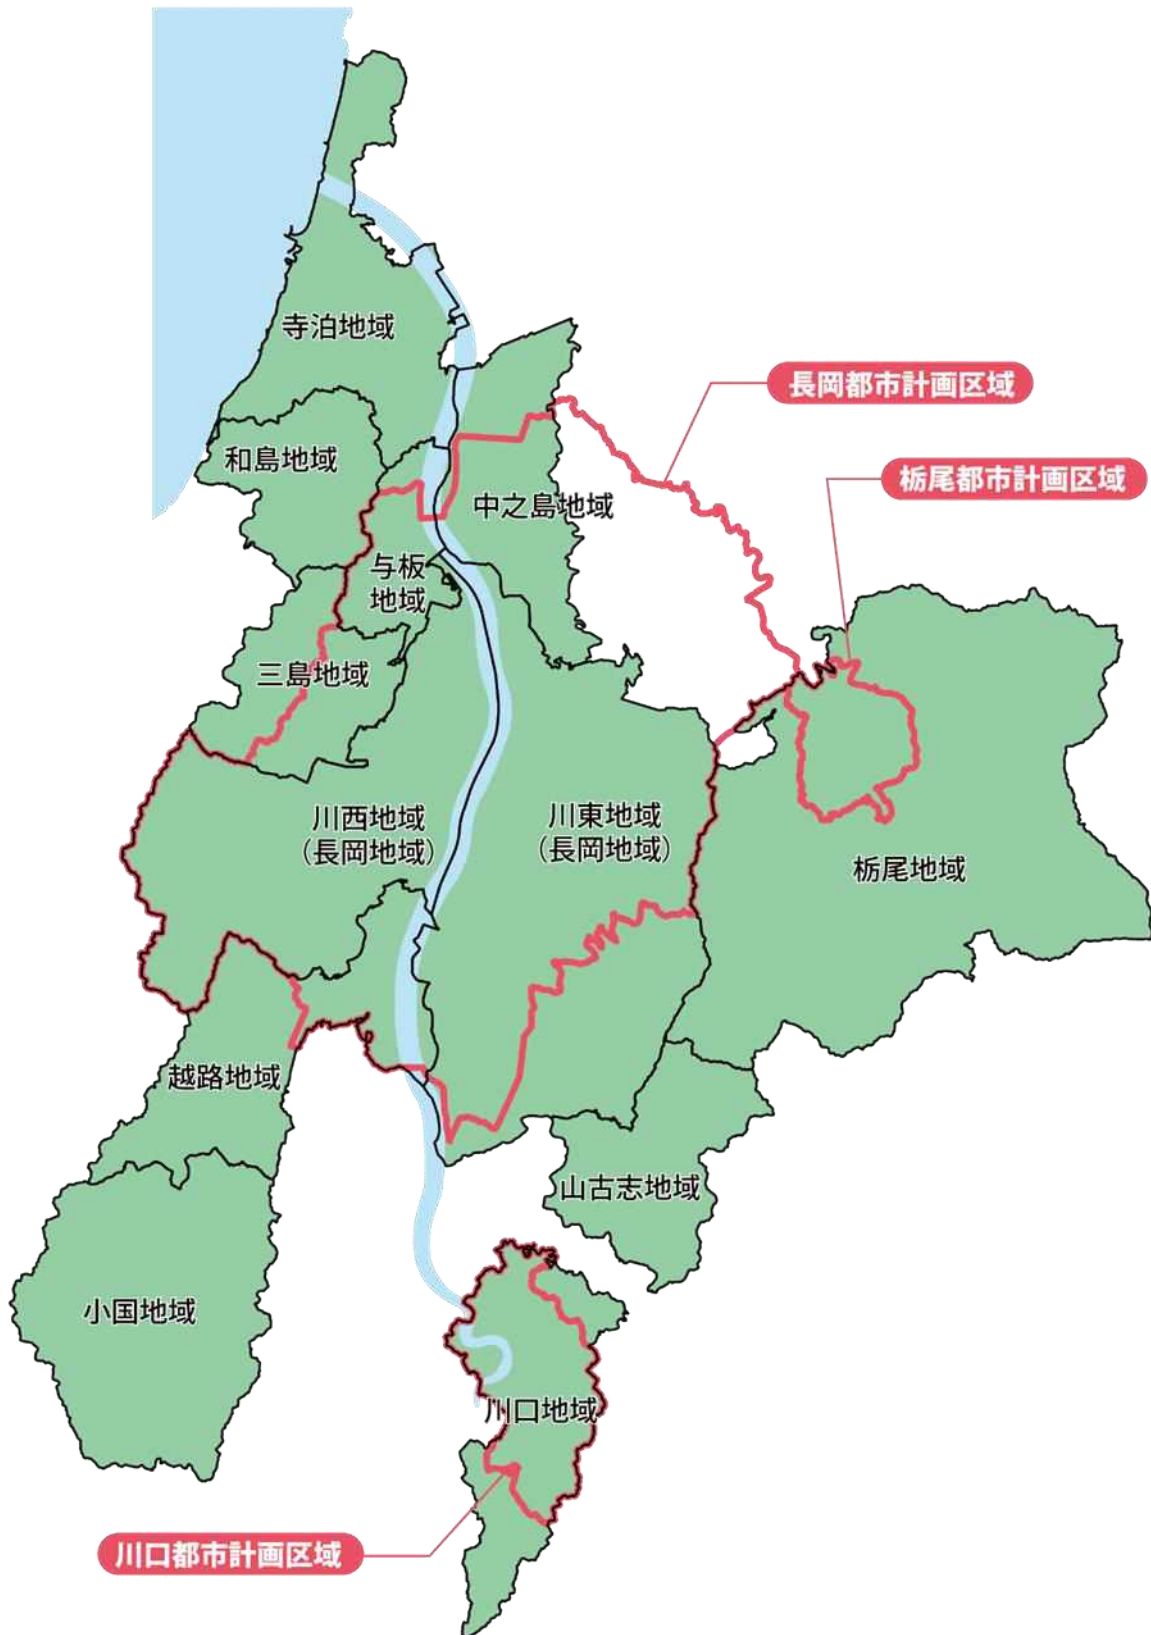 寺泊地域
長岡都市計画区域
和島地域
栃尾都市計画区域
中之島地域
与板
地域
三島地域
川西地域
(長岡地域)
川東地域
(長岡地域)
栃尾地域
越路地域
山古志地域
小国地域
川口地域
川口都市計画区域